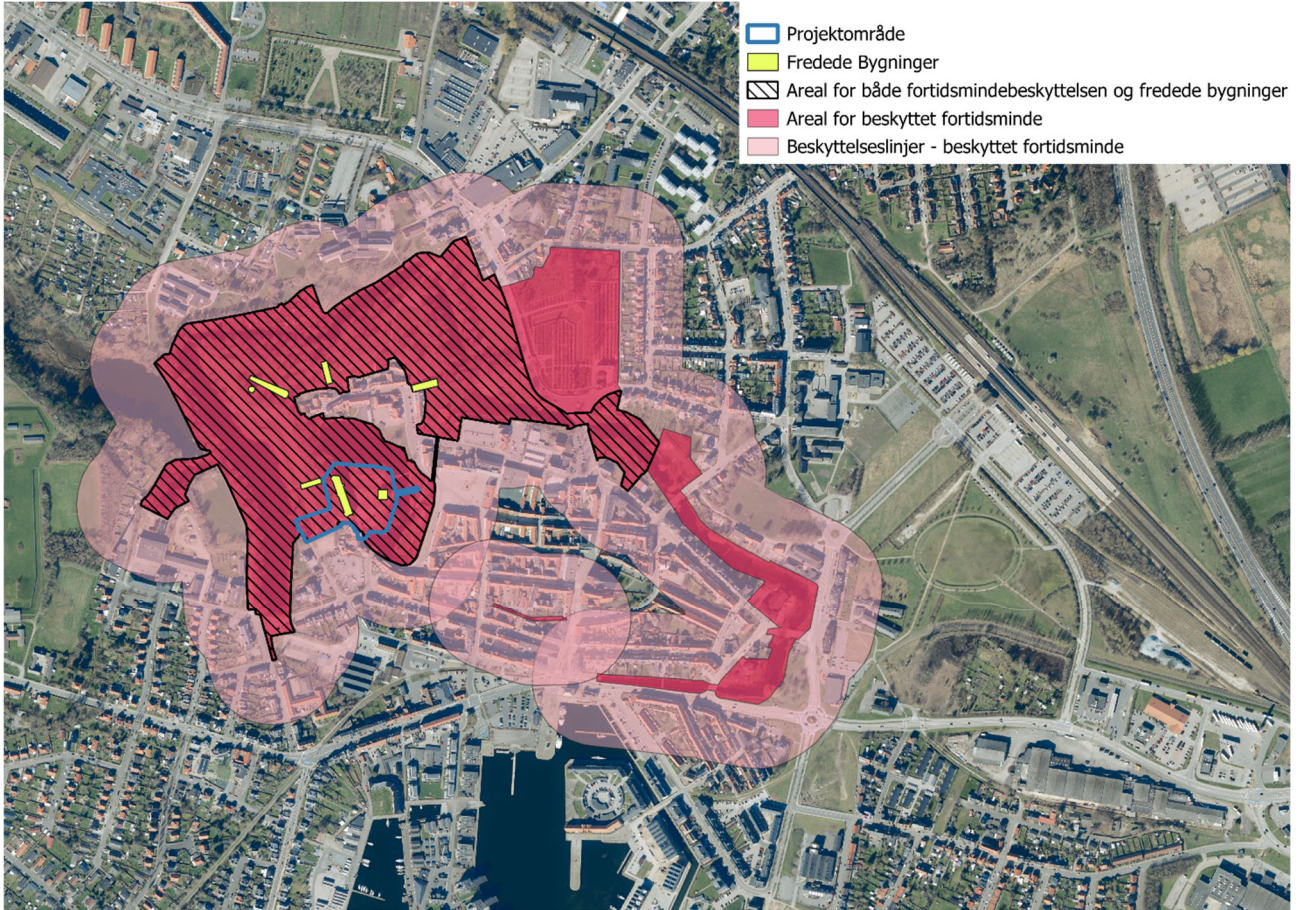 Projektområde
Fredede Bygninger
Areal for både fortidsmindebeskyttelsen og fredede bygninger
Areal for beskyttet fortidsminde
Beskyttelseslinjer - beskyttet fortidsminde